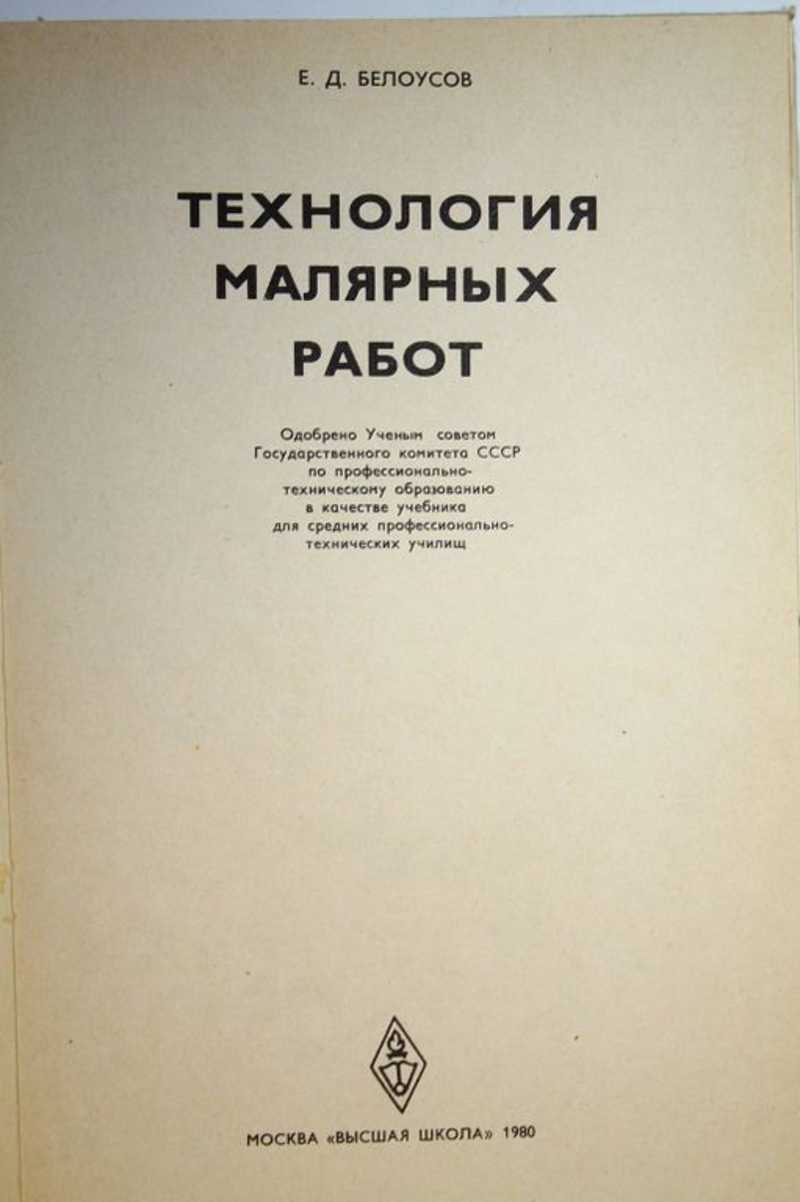 Е. Д. БЕЛОУСОВ
ТЕХНОЛОГИЯ
МАЛЯРНЫХ
РАБОТ
Одобрено Ученым советом
Государственного комитета СССР
по профессионально-
техническому образованию
в качестве учебника
для средних профессионально-
технических училищ
МОСКВА «ВЫСШАЯ ШКОЛА» 1980